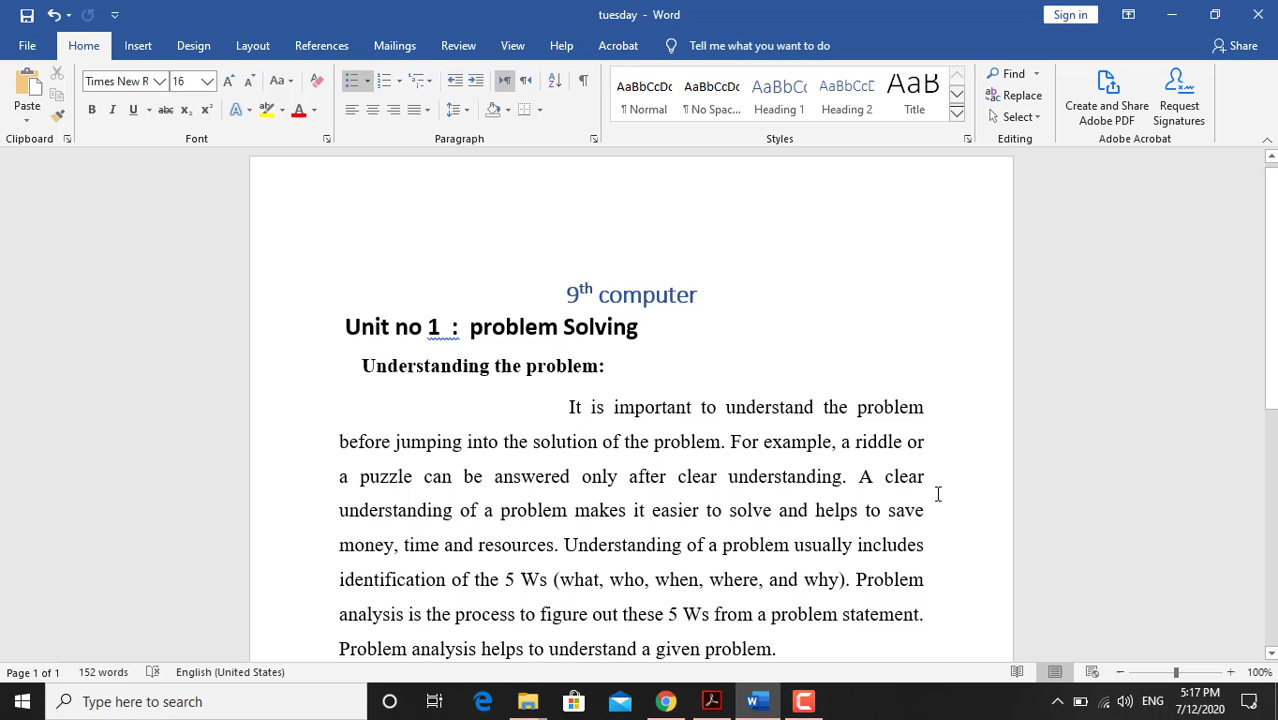 tuesday - Word
Sign in
File Home Insert Design Layout References Mailings Review View Help Acrobat Tell me what you want to do Share
Paste
Times New R 16 Aa
B I U abc x₂ x² A A
AaBbCcDc AaBbCcDc AaBbCc AaBbCcD AaB
¶ Normal ¶ No Spac... Heading 1 Heading 2 Title
Find
Replace
Select
Create and Share Adobe PDF
Request Signatures
Clipboard Font Paragraph Styles Editing Adobe Acrobat
9th computer
Unit no 1 : problem Solving
Understanding the problem:
It is important to understand the problem
before jumping into the solution of the problem. For example, a riddle or
a puzzle can be answered only after clear understanding. A clear
understanding of a problem makes it easier to solve and helps to save
money, time and resources. Understanding of a problem usually includes
identification of the 5 Ws (what, who, when, where, and why). Problem
analysis is the process to figure out these 5 Ws from a problem statement.
Problem analysis helps to understand a given problem.
Page 1 of 1 152 words English (United States) 100%
Type here to search
ENG
5:17 PM
7/12/2020